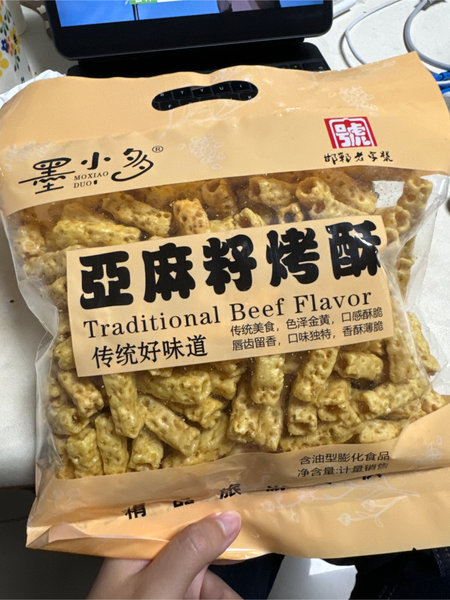 墨小多®
MOXIAO
DUO
號
邯郸老字號
亞麻籽烤酥
Traditional Beef Flavor
传统好味道
传统美食，色泽金黄，口感酥脆
唇齿留香，口味独特，香酥薄脆
含油型膨化食品
净含量:计量销售